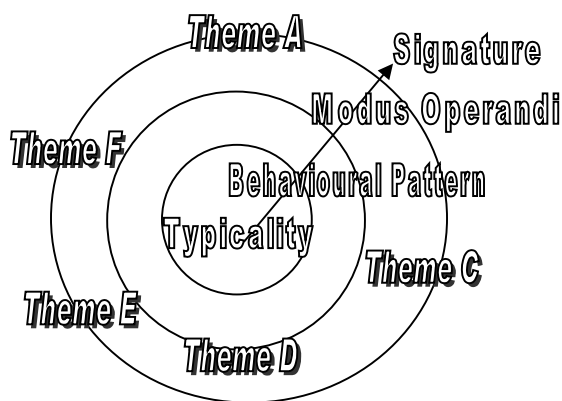 Theme A
Signature
Modus Operandi
Theme F
Behavioural Pattern
Typicality
Theme C
Theme E
Theme D